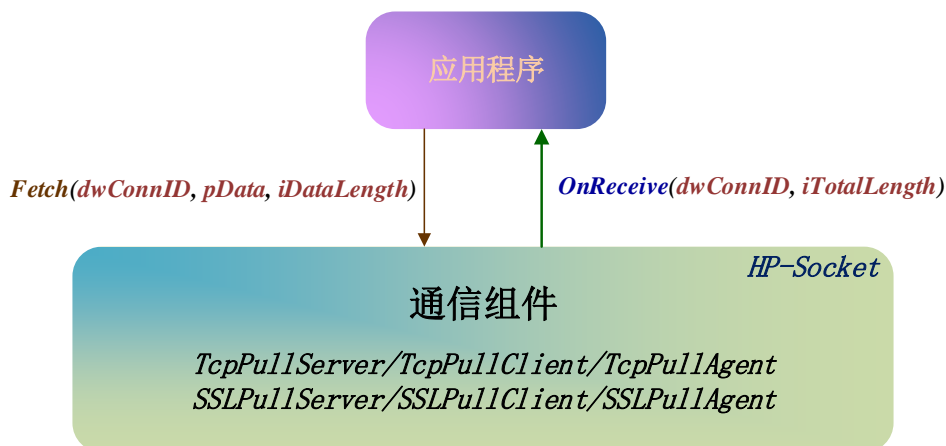 应用程序
Fetch(dwConnID, pData, iDataLength)
OnReceive(dwConnID, iTotalLength)
HP-Socket
通信组件
TcpPullServer/TcpPullClient/TcpPullAgent
SSLPullServer/SSLPullClient/SSLPullAgent